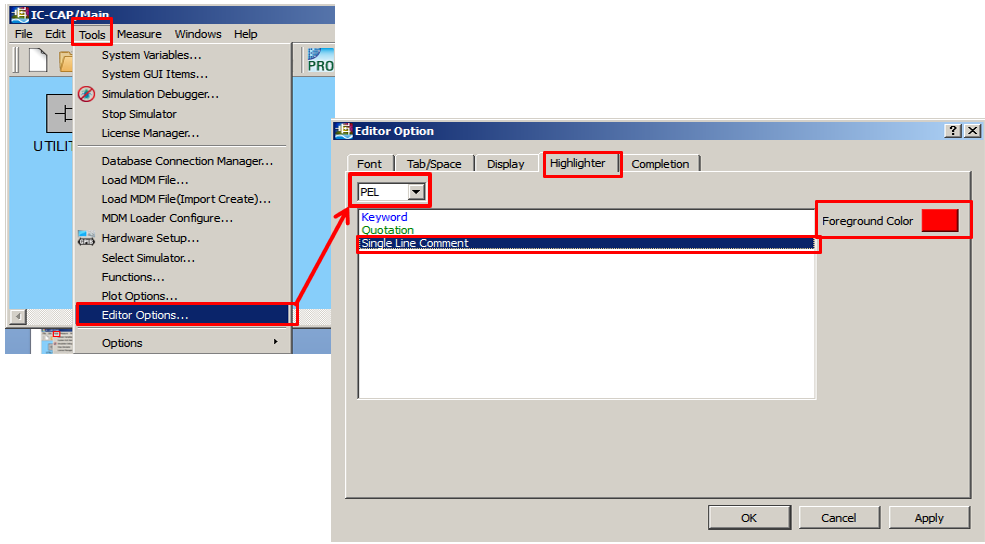 IC-CAP/Main
File Edit Tools Measure Windows Help
PRO
System Variables...
System GUI Items...
Simulation Debugger...
Stop Simulator
License Manager...
UTILIT
Database Connection Manager...
Load MDM File...
Load MDM File(Import Create)...
MDM Loader Configure...
Hardware Setup...
Select Simulator...
Functions...
Plot Options...
Editor Options...
Options
Editor Option
Font Tab/Space Display Highlighter Completion
PEL
Keyword
Quotation
Single Line Comment
Foreground Color
OK Cancel Apply